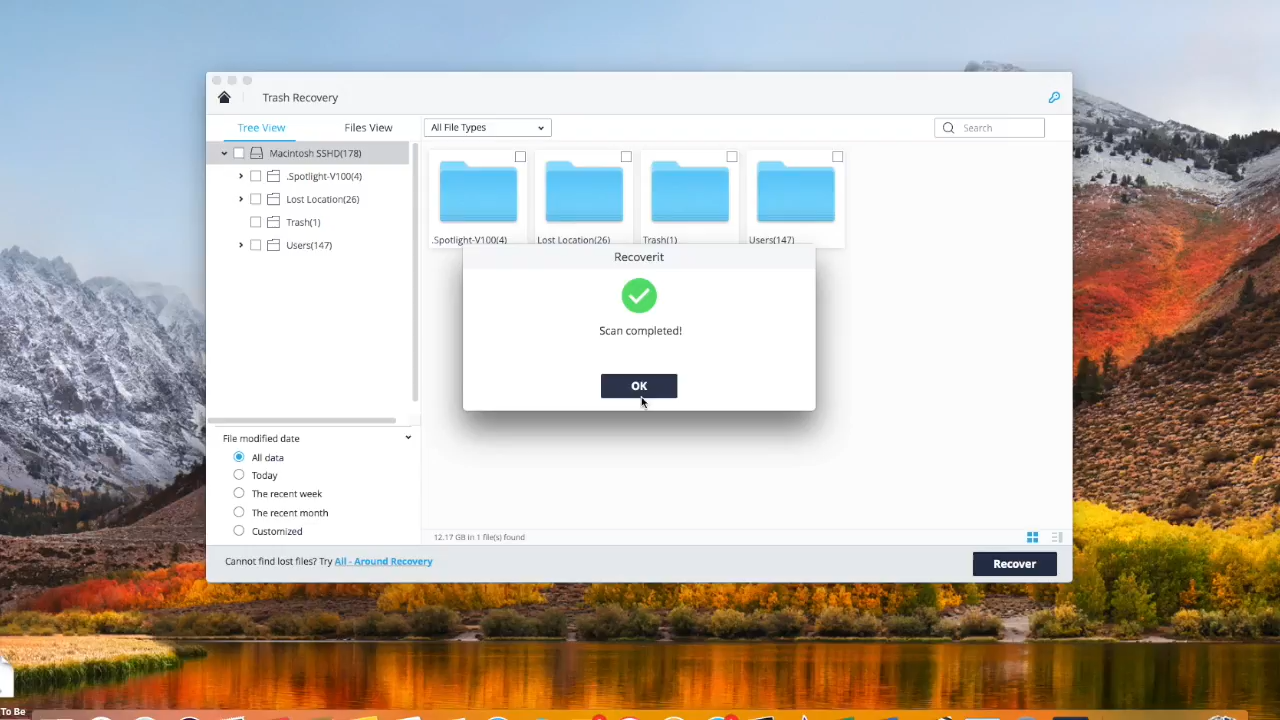 Trash Recovery
Tree View
Files View
All File Types
Search
Macintosh SSHD(178)
.Spotlight-V100(4)
Lost Location(26)
Trash(1)
Users(147)
.Spotlight-V100(4)
Lost Location(26)
Trash(1)
Users(147)
Recoverit
Scan completed!
OK
File modified date
All data
Today
The recent week
The recent month
Customized
12.17 GB in 1 file(s) found
Cannot find lost files? Try All - Around Recovery
Recover
To Be